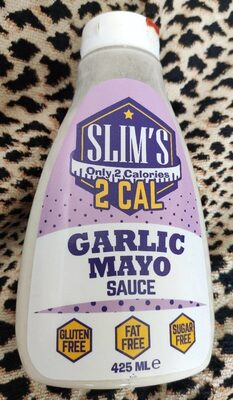 SLIM'S
Only 2 Calories
2 CAL
GARLIC
MAYO
SAUCE
GLUTEN
FREE
FAT
FREE
SUGAR
FREE
425 ML e